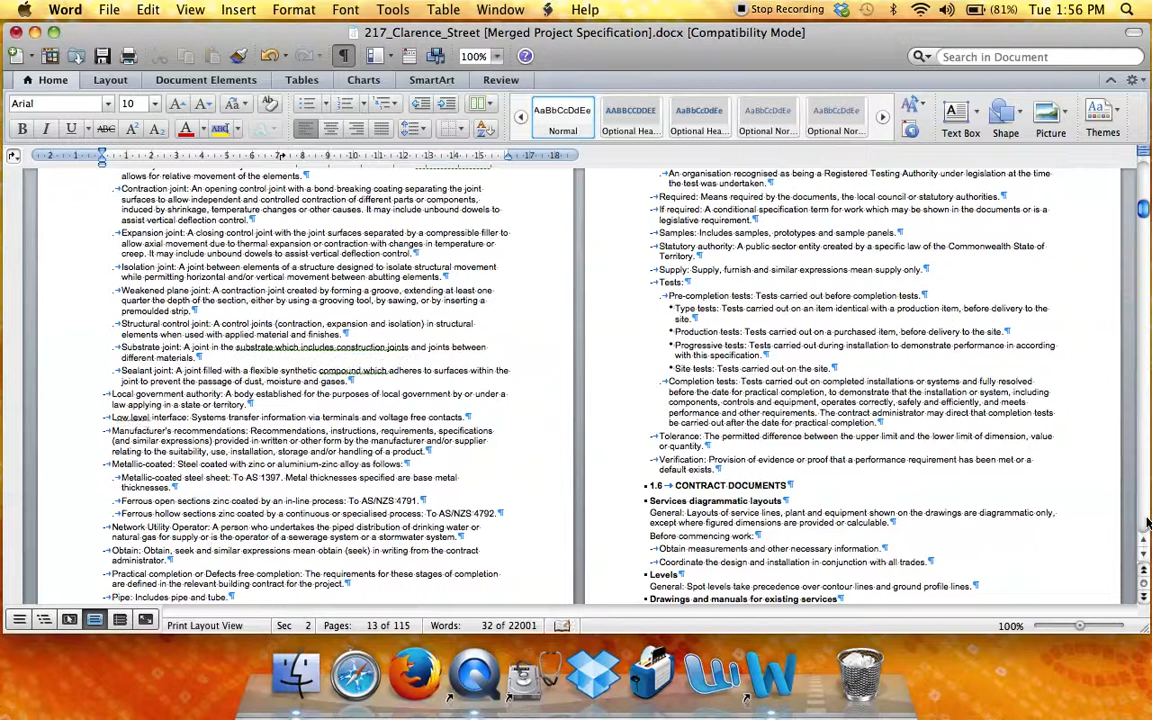 Word File Edit View Insert Format Font Tools Table Window Help Stop Recording (81%) Tue 1:56 PM
217_Clarence_Street [Merged Project Specification].docx [Compatibility Mode]
100% Search in Document
Home Layout Document Elements Tables Charts SmartArt Review
Arial 10 Aa AaBbCcDdEe AABBCCDDEE AaBbCcDdEe AaBbCcDdEe AaBbCcDdEe
B I U ABC A A A ABC A Normal Optional Hea... Optional Hea... Optional Nor... Optional Nor... Text Box Shape Picture Themes
2 1 1 2 3 4 5 6 7 8 9 10 11 12 13 14 15 17 18
allows for relative movement of the elements.¶
Contraction joint: An opening control joint with a bond breaking coating separating the joint
surfaces to allow independent and controlled contraction of different parts or components,
induced by shrinkage, temperature changes or other causes. It may include unbound dowels to
assist vertical deflection control.¶
Expansion joint: A closing control joint with the joint surfaces separated by a compressible filler to
allow axial movement due to thermal expansion or contraction with changes in temperature or
creep. It may include unbound dowels to assist vertical deflection control.¶
Isolation joint: A joint between elements of a structure designed to isolate structural movement
while permitting horizontal and/or vertical movement between abutting elements.¶
Weakened plane joint: A contraction joint created by forming a groove, extending at least one-
quarter the depth of the section, either by using a grooving tool, by sawing, or by inserting a
premoulded strip.¶
Structural control joint: A control joints (contraction, expansion and isolation) in structural
elements when used with applied material and finishes.¶
Substrate joint: A joint in the substrate which includes construction joints and joints between
different materials.¶
Sealant joint: A joint filled with a flexible synthetic compound which adheres to surfaces within the
joint to prevent the passage of dust, moisture and gases.¶
Local government authority: A body established for the purposes of local government by or under a
law applying in a state or territory.¶
Low level interface: Systems transfer information via terminals and voltage free contacts.¶
Manufacturer's recommendations: Recommendations, instructions, requirements, specifications
(and similar expressions) provided in written or other form by the manufacturer and/or supplier
relating to the suitability, use, installation, storage and/or handling of a product.¶
Metallic-coated: Steel coated with zinc or aluminium-zinc alloy as follows:¶
Metallic-coated steel sheet: To AS 1397. Metal thicknesses specified are base metal
thicknesses.¶
Ferrous open sections zinc coated by an in-line process: To AS/NZS 4791.¶
Ferrous hollow sections zinc coated by a continuous or specialised process: To AS/NZS 4792.¶
Network Utility Operator: A person who undertakes the piped distribution of drinking water or
natural gas for supply or is the operator of a sewerage system or a stormwater system.¶
Obtain: Obtain, seek and similar expressions mean obtain (seek) in writing from the contract
administrator.¶
Practical completion or Defects free completion: The requirements for these stages of completion
are defined in the relevant building contract for the project.¶
Pipe: Includes pipe and tube.¶
An organisation recognised as being a Registered Testing Authority under legislation at the time
the test was undertaken.¶
Required: Means required by the documents, the local council or statutory authorities.¶
If required: A conditional specification term for work which may be shown in the documents or is a
legislative requirement.¶
Samples: Includes samples, prototypes and sample panels.¶
Statutory authority: A public sector entity created by a specific law of the Commonwealth State of
Territory.¶
Supply: Supply, furnish and similar expressions mean supply only.¶
Tests:¶
Pre-completion tests: Tests carried out before completion tests.¶
• Type tests: Tests carried out on an item identical with a production item, before delivery to the
site.¶
• Production tests: Tests carried out on a purchased item, before delivery to the site.¶
• Progressive tests: Tests carried out during installation to demonstrate performance in according
with this specification.¶
• Site tests: Tests carried out on the site.¶
Completion tests: Tests carried out on completed installations or systems and fully resolved
before the date for practical completion, to demonstrate that the installation or system, including
components, controls and equipment, operates correctly, safely and efficiently, and meets
performance and other requirements. The contract administrator may direct that completion tests
be carried out after the date for practical completion.¶
Tolerance: The permitted difference between the upper limit and the lower limit of dimension, value
or quantity.¶
Verification: Provision of evidence or proof that a performance requirement has been met or a
default exists.¶
1.6 CONTRACT DOCUMENTS¶
Services diagrammatic layouts¶
General: Layouts of service lines, plant and equipment shown on the drawings are diagrammatic only,
except where figured dimensions are provided or calculable.¶
Before commencing work:¶
Obtain measurements and other necessary information.¶
Coordinate the design and installation in conjunction with all trades.¶
Levels¶
General: Spot levels take precedence over contour lines and ground profile lines.¶
Drawings and manuals for existing services¶
Print Layout View Sec 2 Pages: 13 of 115 Words: 32 of 22001 100%